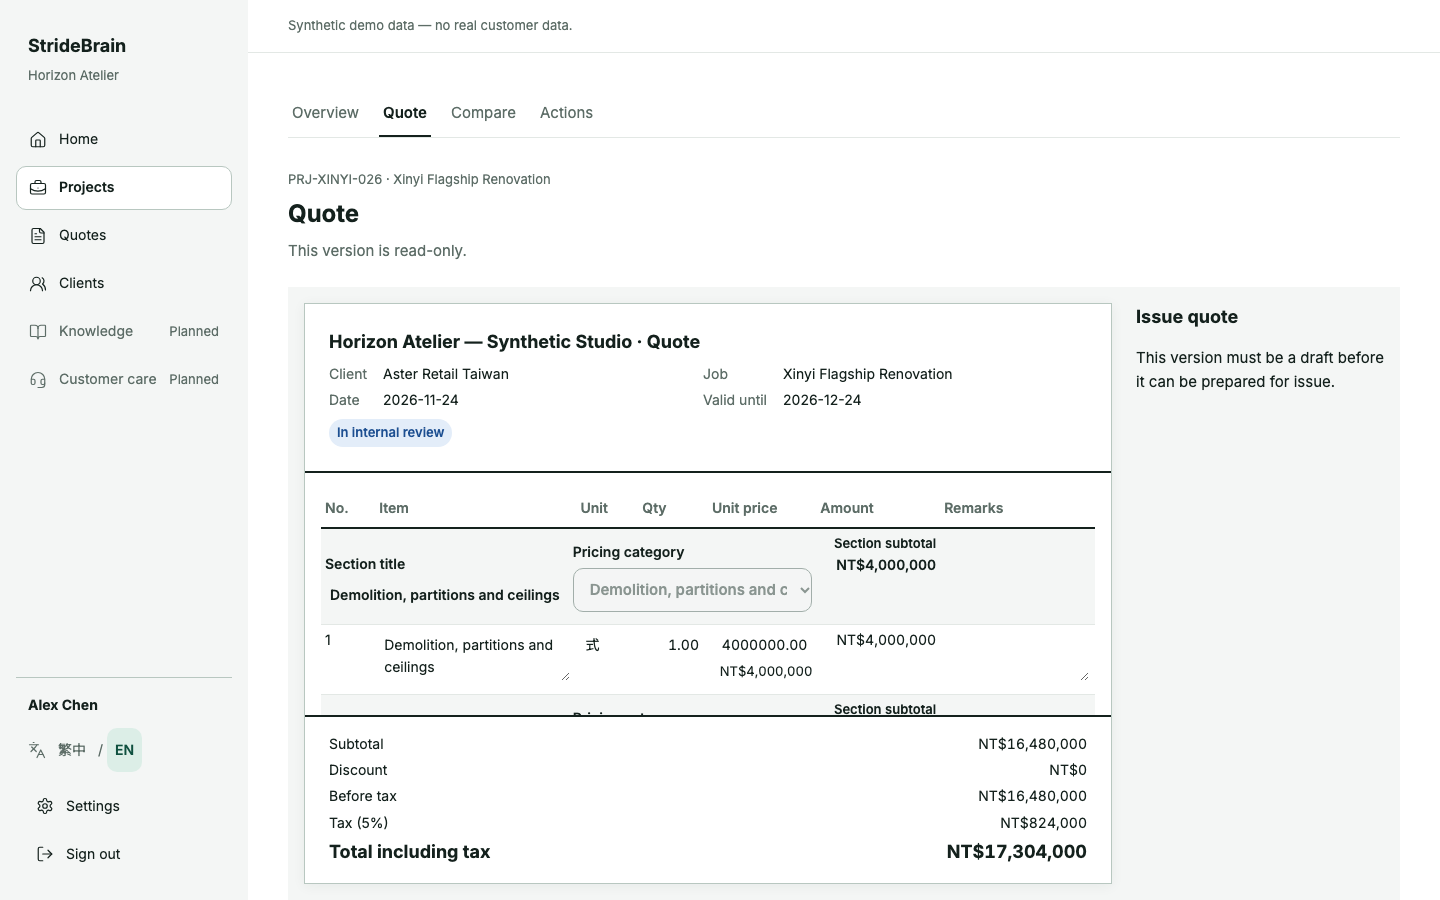 StrideBrain
Horizon Atelier
Home
Projects
Quotes
Clients
Knowledge Planned
Customer care Planned
Alex Chen
繁中 / EN
Settings
Sign out
Synthetic demo data — no real customer data.
Overview Quote Compare Actions
PRJ-XINYI-026 · Xinyi Flagship Renovation
Quote
This version is read-only.
Horizon Atelier — Synthetic Studio · Quote
Client Aster Retail Taiwan Job Xinyi Flagship Renovation
Date 2026-11-24 Valid until 2026-12-24
In internal review
No. Item Unit Qty Unit price Amount Remarks
Section title
Demolition, partitions and ceilings
Pricing category
Demolition, partitions and c
Section subtotal
NT$4,000,000
1 Demolition, partitions and 式 1.00 4000000.00 NT$4,000,000
ceilings NT$4,000,000
Section subtotal
Subtotal NT$16,480,000
Discount NT$0
Before tax NT$16,480,000
Tax (5%) NT$824,000
Total including tax NT$17,304,000
Issue quote
This version must be a draft before
it can be prepared for issue.